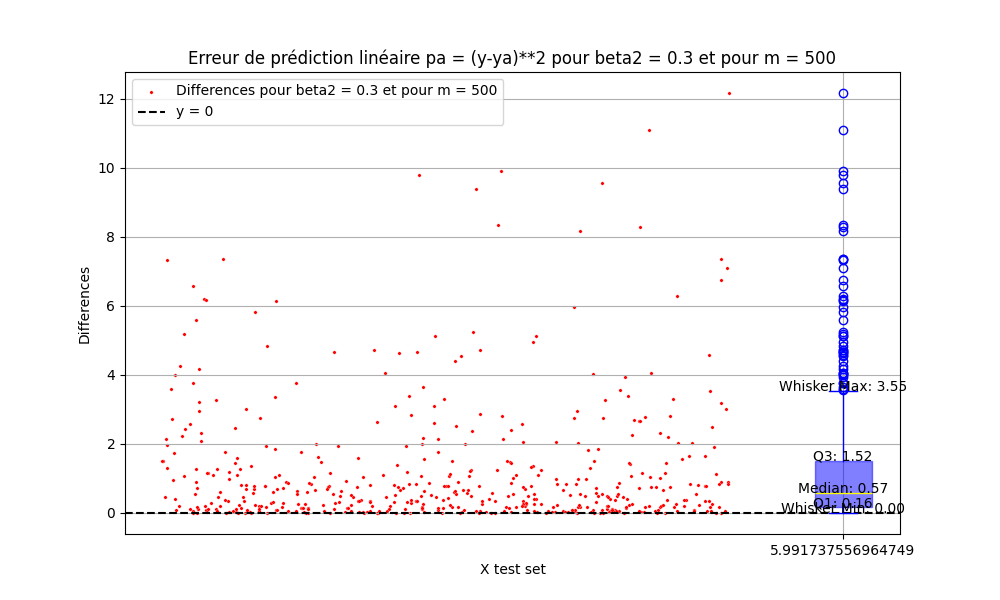 Erreur de prédiction linéaire pa = (y-ya)**2 pour beta2 = 0.3 et pour m = 500
Differences pour beta2 = 0.3 et pour m = 500
y = 0
12
10
8
6
4
2
0
Differences
Whisker Max: 3.55
Q3: 1.52
Median: 0.57
Q1: 0.16
Whisker Min: 0.00
5.991737556964749
X test set